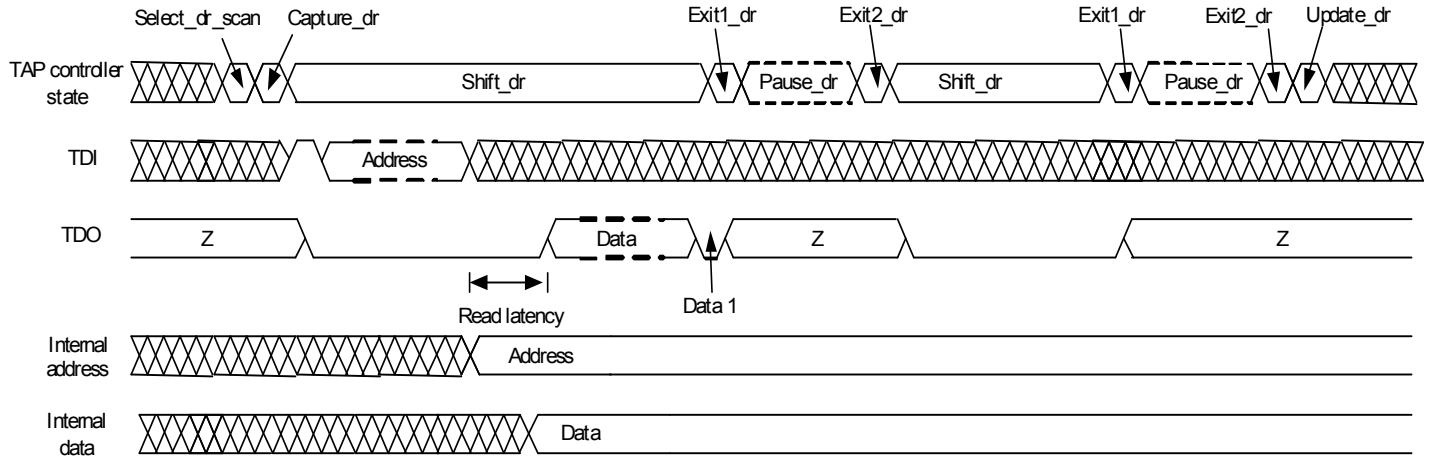 Select_dr_scan Capture_dr Exit1_dr Exit2_dr Exit1_dr Exit2_dr Update_dr
TAP controller
state
Shift_dr Pause_dr Shift_dr Pause_dr
TDI Address
TDO Z Data Z Z
Read latency Data 1
Internal
address
Address
Internal
data
Data